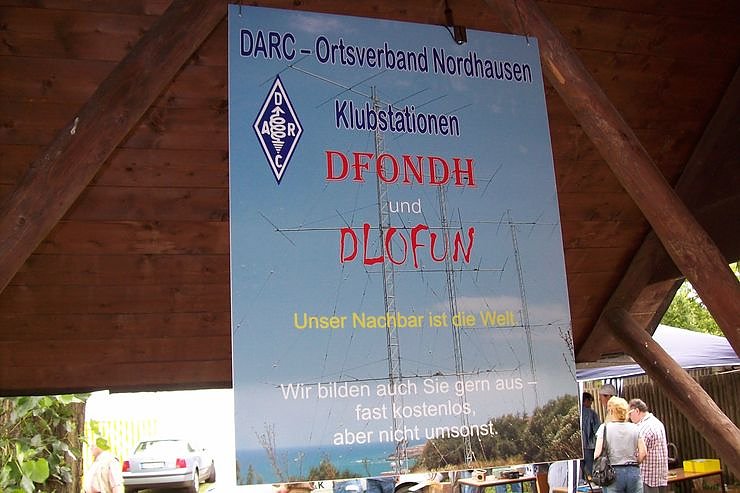 DARC – Ortsverband Nordhausen
DARC
Klubstationen
DF0NDH
und
DL0FUN
Unser Nachbar ist die Welt.
Wir bilden auch Sie gern aus –
fast kostenlos,
aber nicht umsonst.